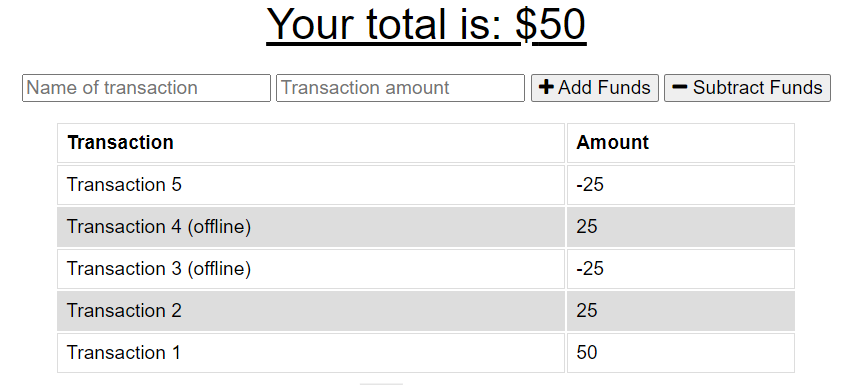 Your total is: $50
Name of transaction Transaction amount + Add Funds − Subtract Funds
Transaction Amount
Transaction 5 -25
Transaction 4 (offline) 25
Transaction 3 (offline) -25
Transaction 2 25
Transaction 1 50